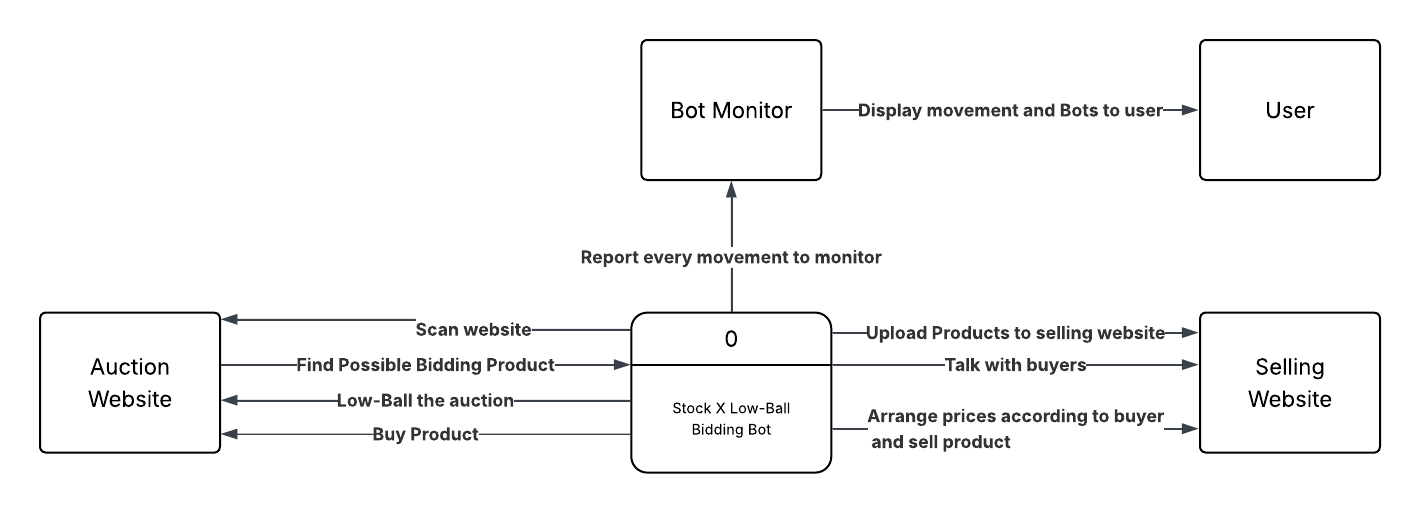 Bot Monitor
Display movement and Bots to user
User
Report every movement to monitor
Auction
Website
Scan website
Find Possible Bidding Product
Low-Ball the auction
Buy Product
0
Stock X Low-Ball
Bidding Bot
Upload Products to selling website
Talk with buyers
Arrange prices according to buyer
and sell product
Selling
Website